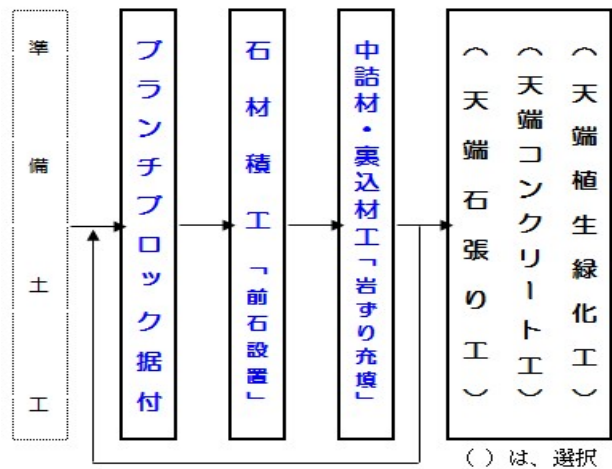 準備土工
ブランチブロック据付
石材積工「前石設置」
中詰材・裏込材工「岩ずり充填」
（天端石張り工）
（天端コンクリート工）
（天端植生緑化工）
（ ）は、選択